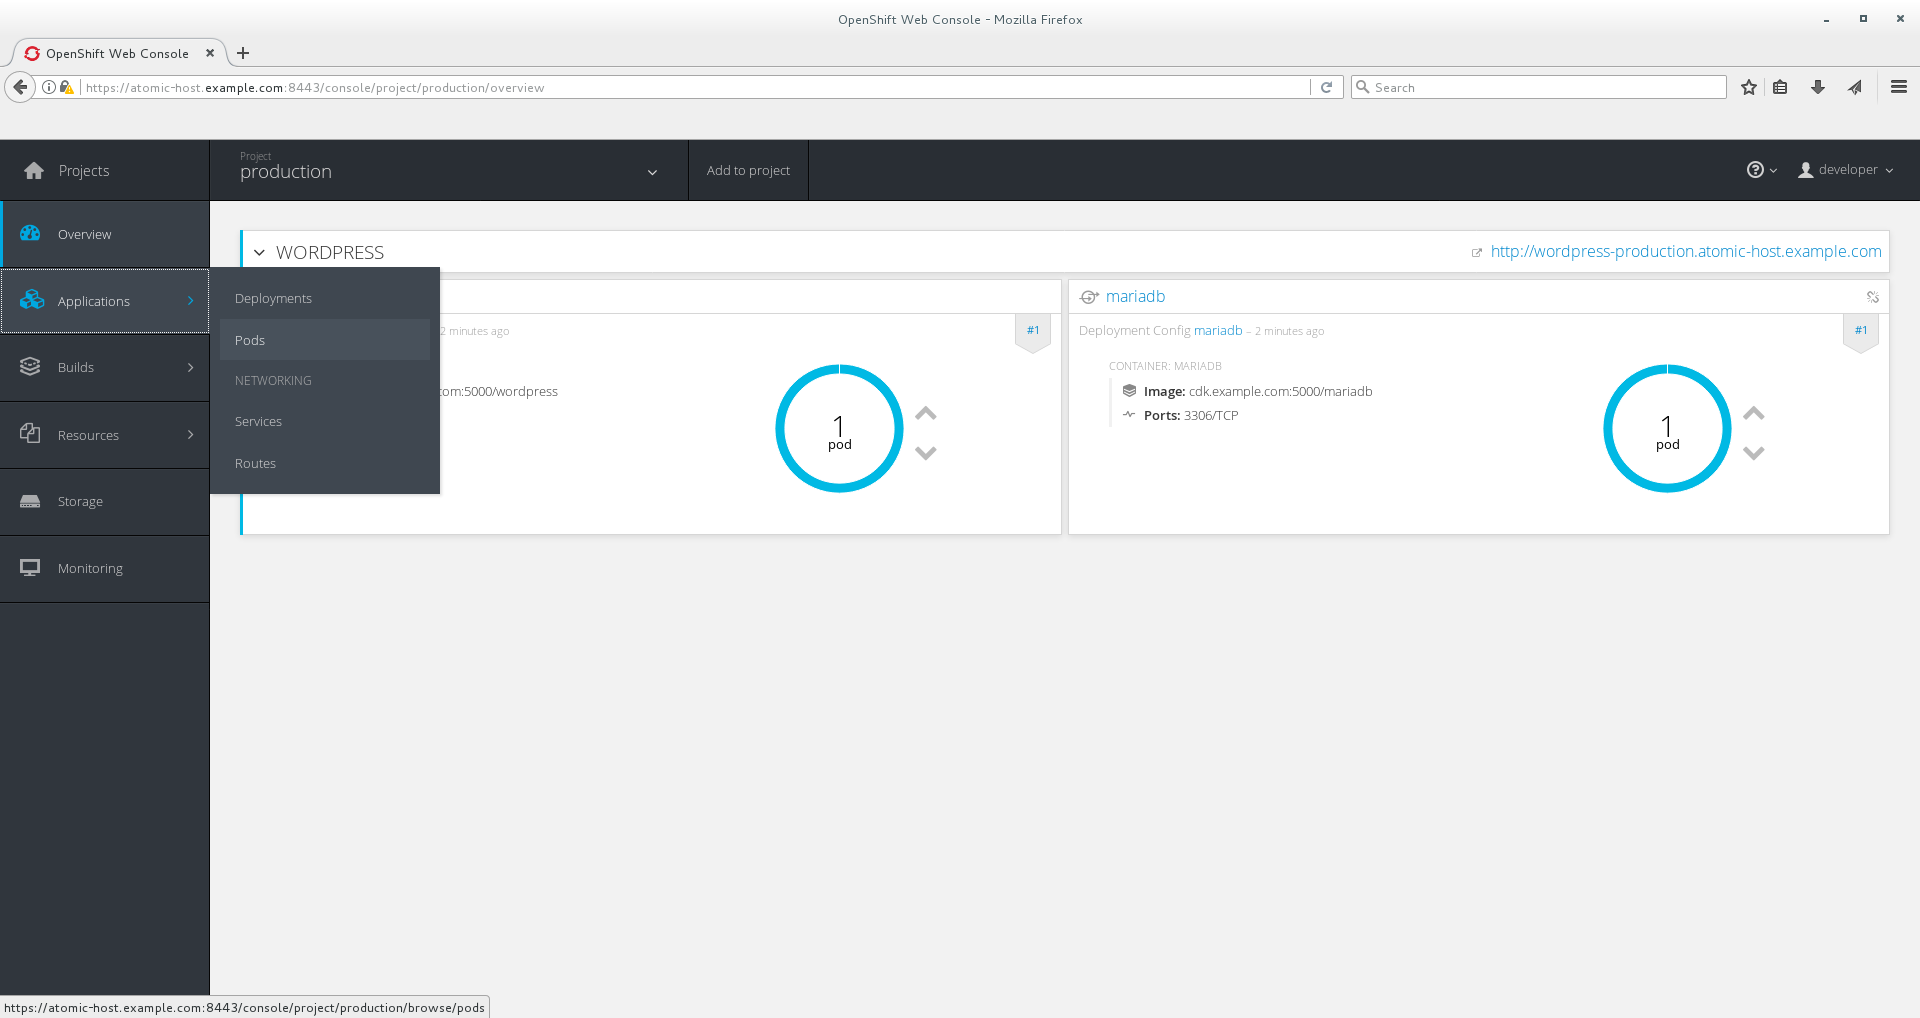 OpenShift Web Console - Mozilla Firefox
OpenShift Web Console
https://atomic-host.example.com:8443/console/project/production/overview
Search
Projects
Project
production
Add to project
developer
Overview
Applications
Builds
Resources
Storage
Monitoring
Deployments
Pods
NETWORKING
Services
Routes
WORDPRESS
http://wordpress-production.atomic-host.example.com
2 minutes ago
#1
com:5000/wordpress
1
pod
mariadb
Deployment Config mariadb – 2 minutes ago
#1
CONTAINER: MARIADB
Image: cdk.example.com:5000/mariadb
Ports: 3306/TCP
1
pod
https://atomic-host.example.com:8443/console/project/production/browse/pods